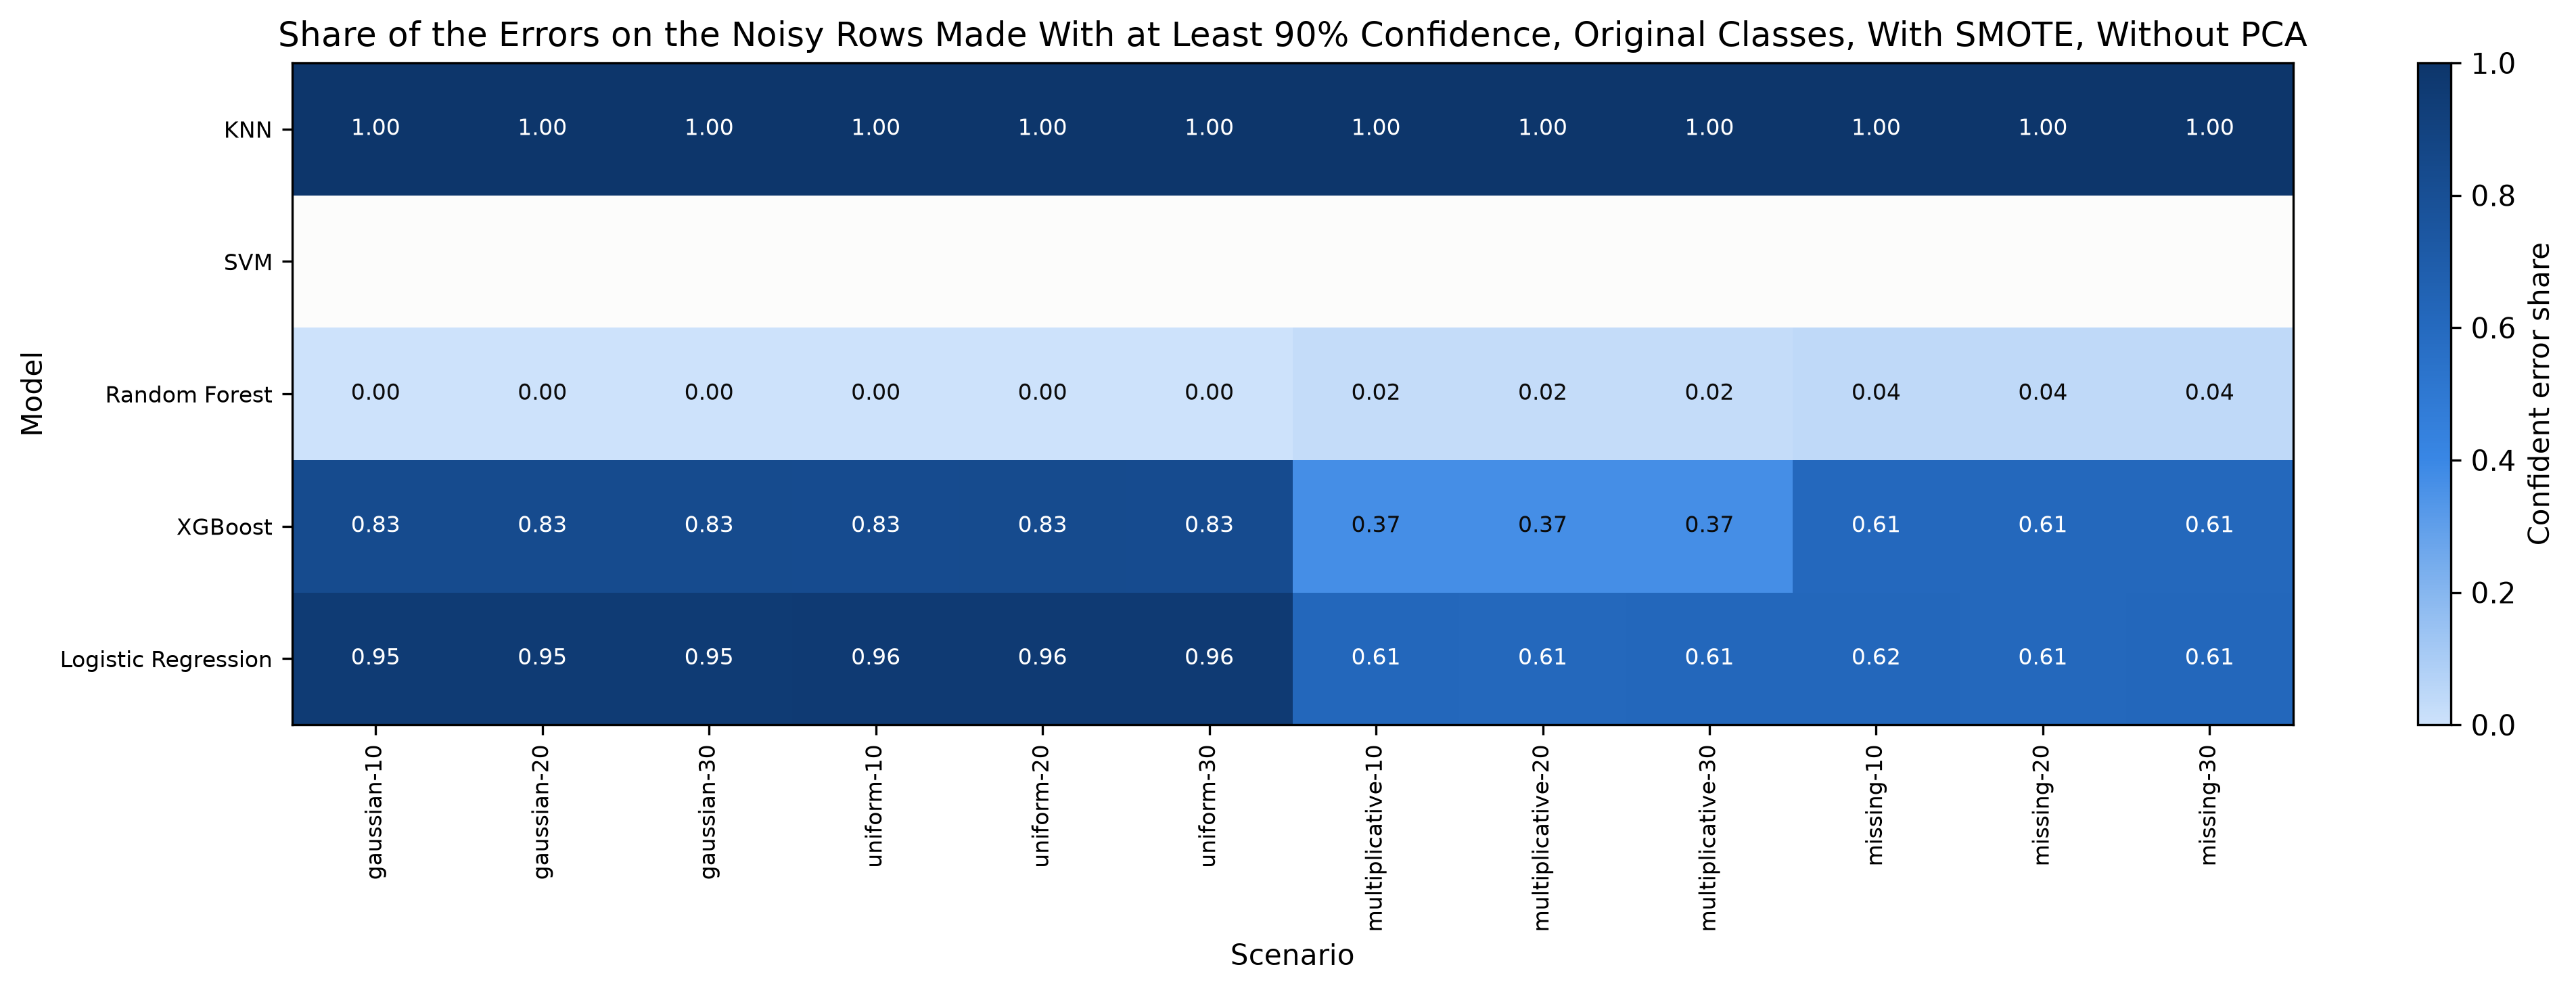 Share of the Errors on the Noisy Rows Made With at Least 90% Confidence, Original Classes, With SMOTE, Without PCA
Model
KNN 1.00 1.00 1.00 1.00 1.00 1.00 1.00 1.00 1.00 1.00 1.00 1.00
SVM
Random Forest 0.00 0.00 0.00 0.00 0.00 0.00 0.02 0.02 0.02 0.04 0.04 0.04
XGBoost 0.83 0.83 0.83 0.83 0.83 0.83 0.37 0.37 0.37 0.61 0.61 0.61
Logistic Regression 0.95 0.95 0.95 0.96 0.96 0.96 0.61 0.61 0.61 0.62 0.61 0.61
gaussian-10
gaussian-20
gaussian-30
uniform-10
uniform-20
uniform-30
multiplicative-10
multiplicative-20
multiplicative-30
missing-10
missing-20
missing-30
Scenario
1.0
0.8
0.6
0.4
0.2
0.0
Confident error share